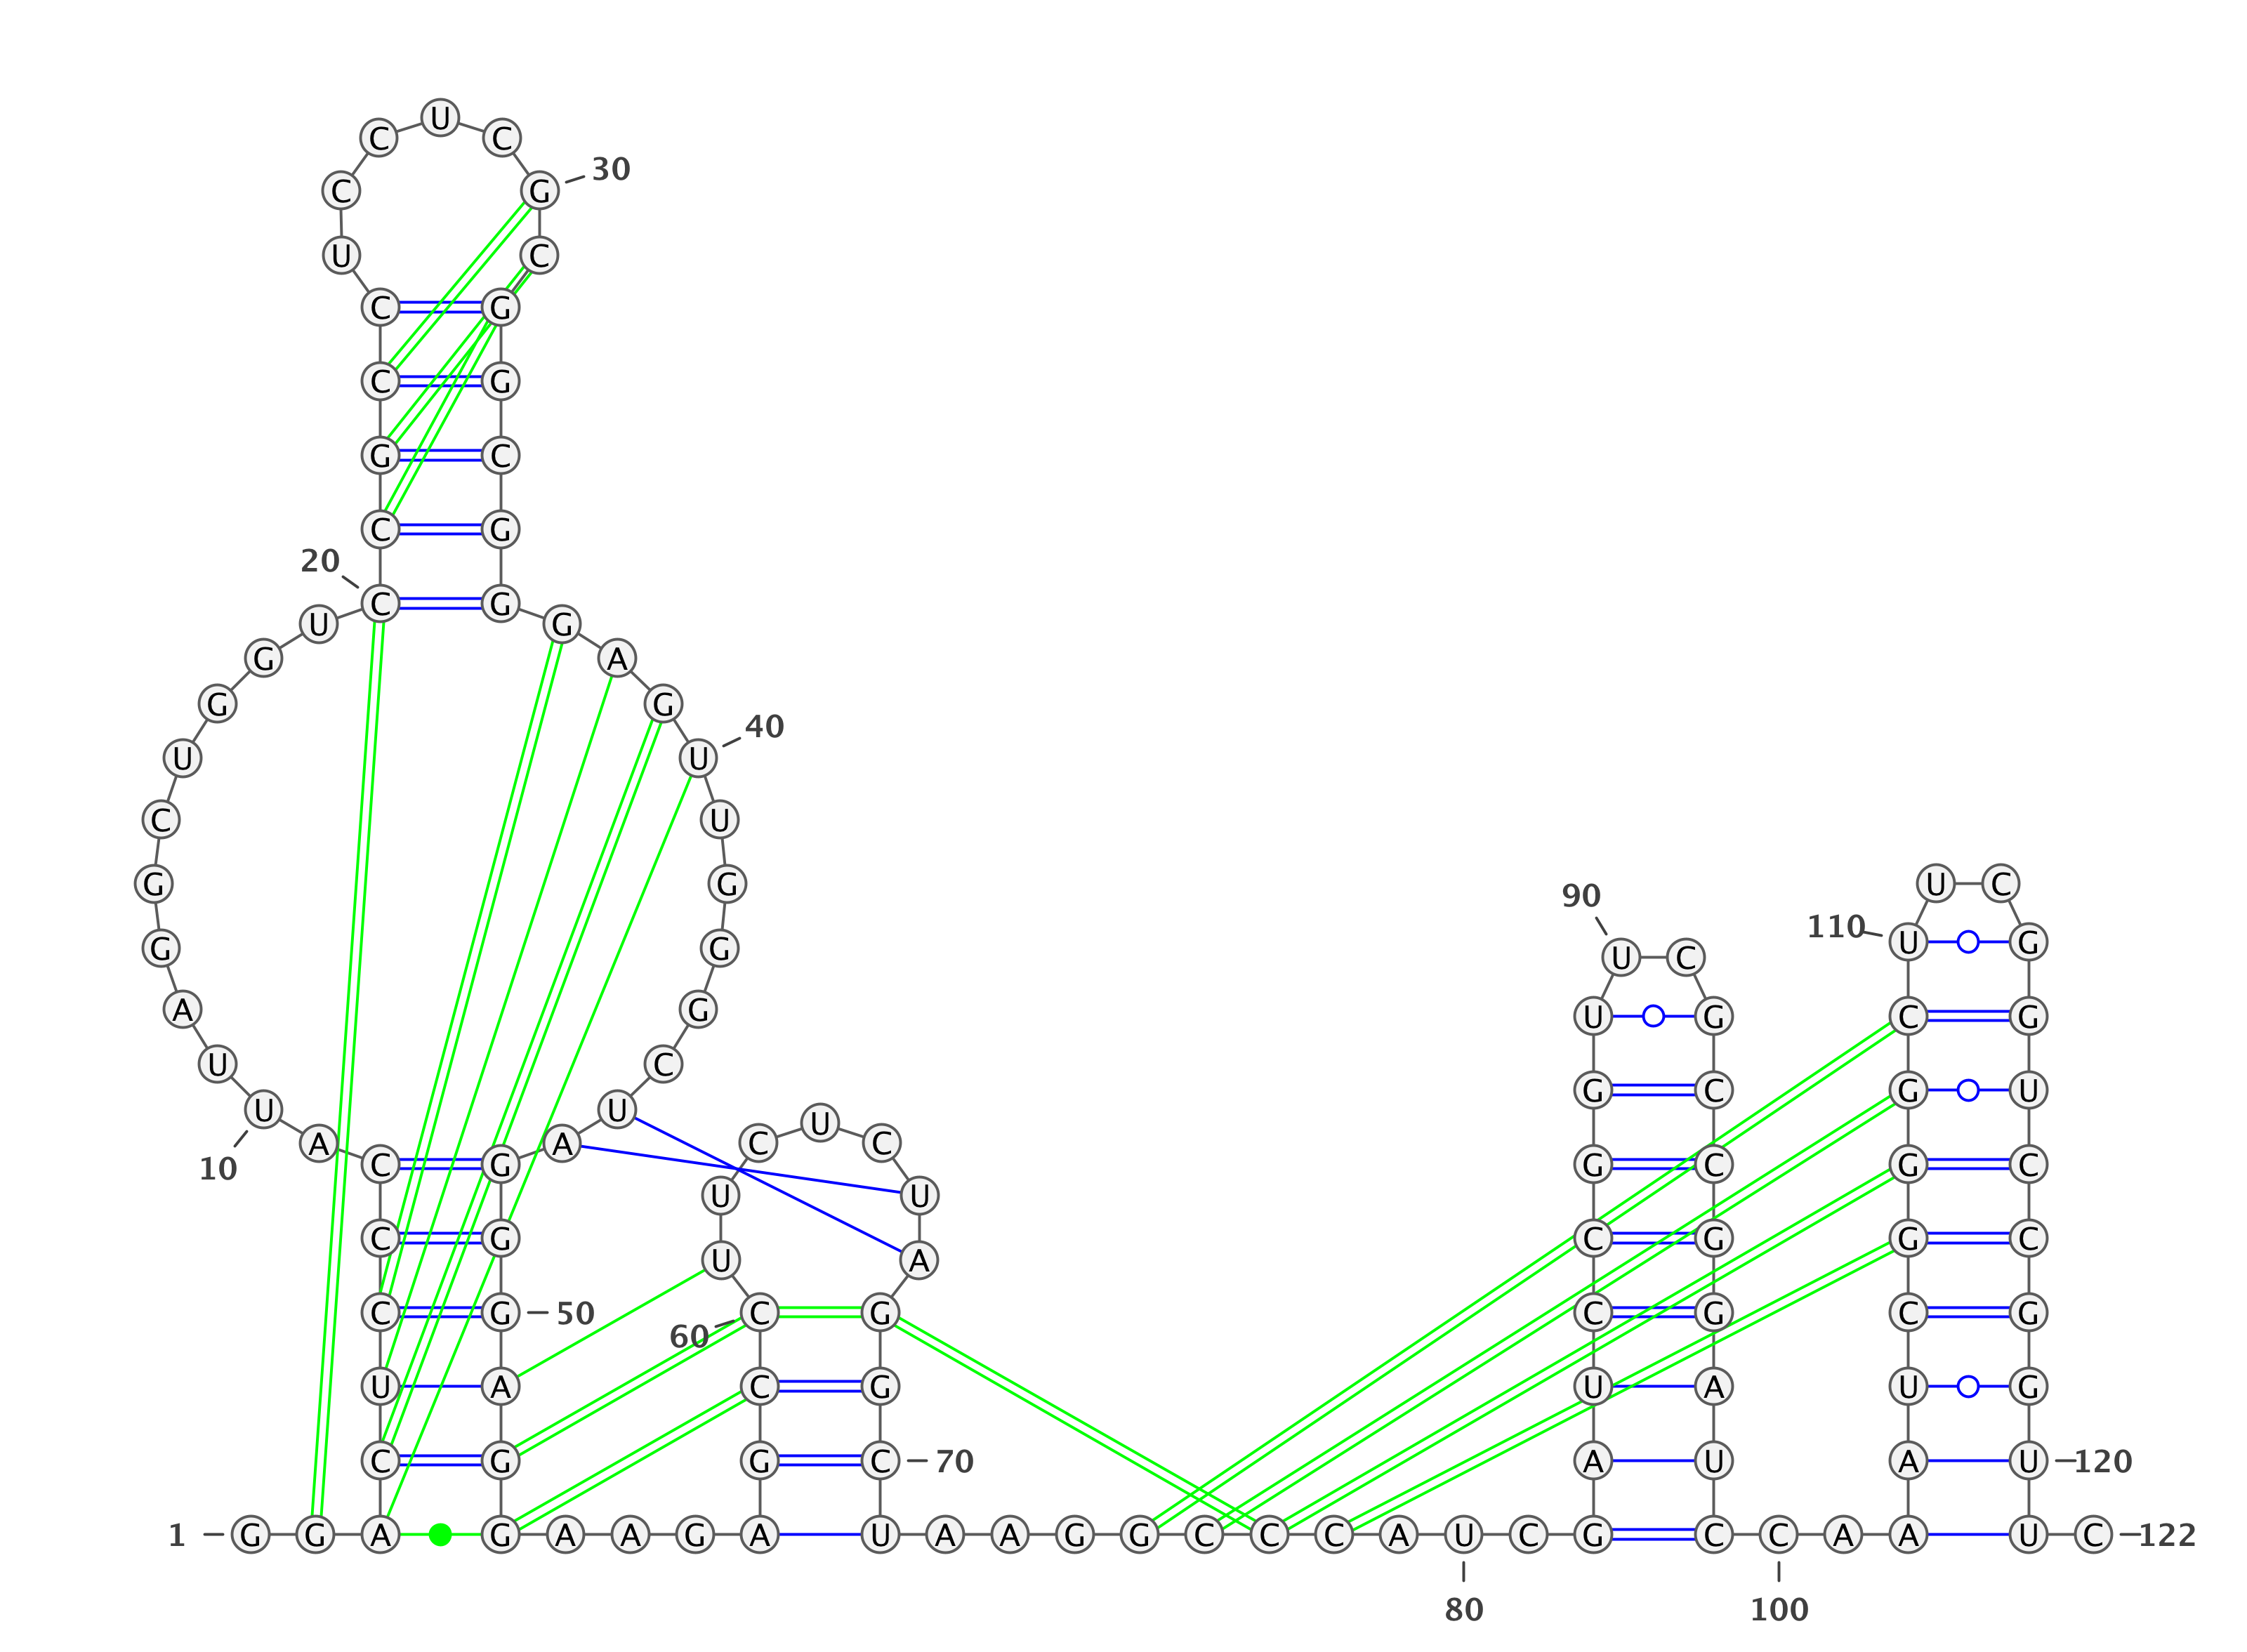 U
C C
30
C G
U C
C G
C G
G C
C G
20
C G
U G
G A
G G
40
U U
C U
G G U C
90
110
U G
G G
U C
A G U G C G
U C
G C G U
U U
U
A A C C
C G G C G C
10
U U
C G C G G C
U A
C G 50 C G C G C G
60
U A C G U A U G
C G G C 70 A U A U 120
1 G G A G A A G A U A A G G C C C A U C G C C A A U C 122
80 100